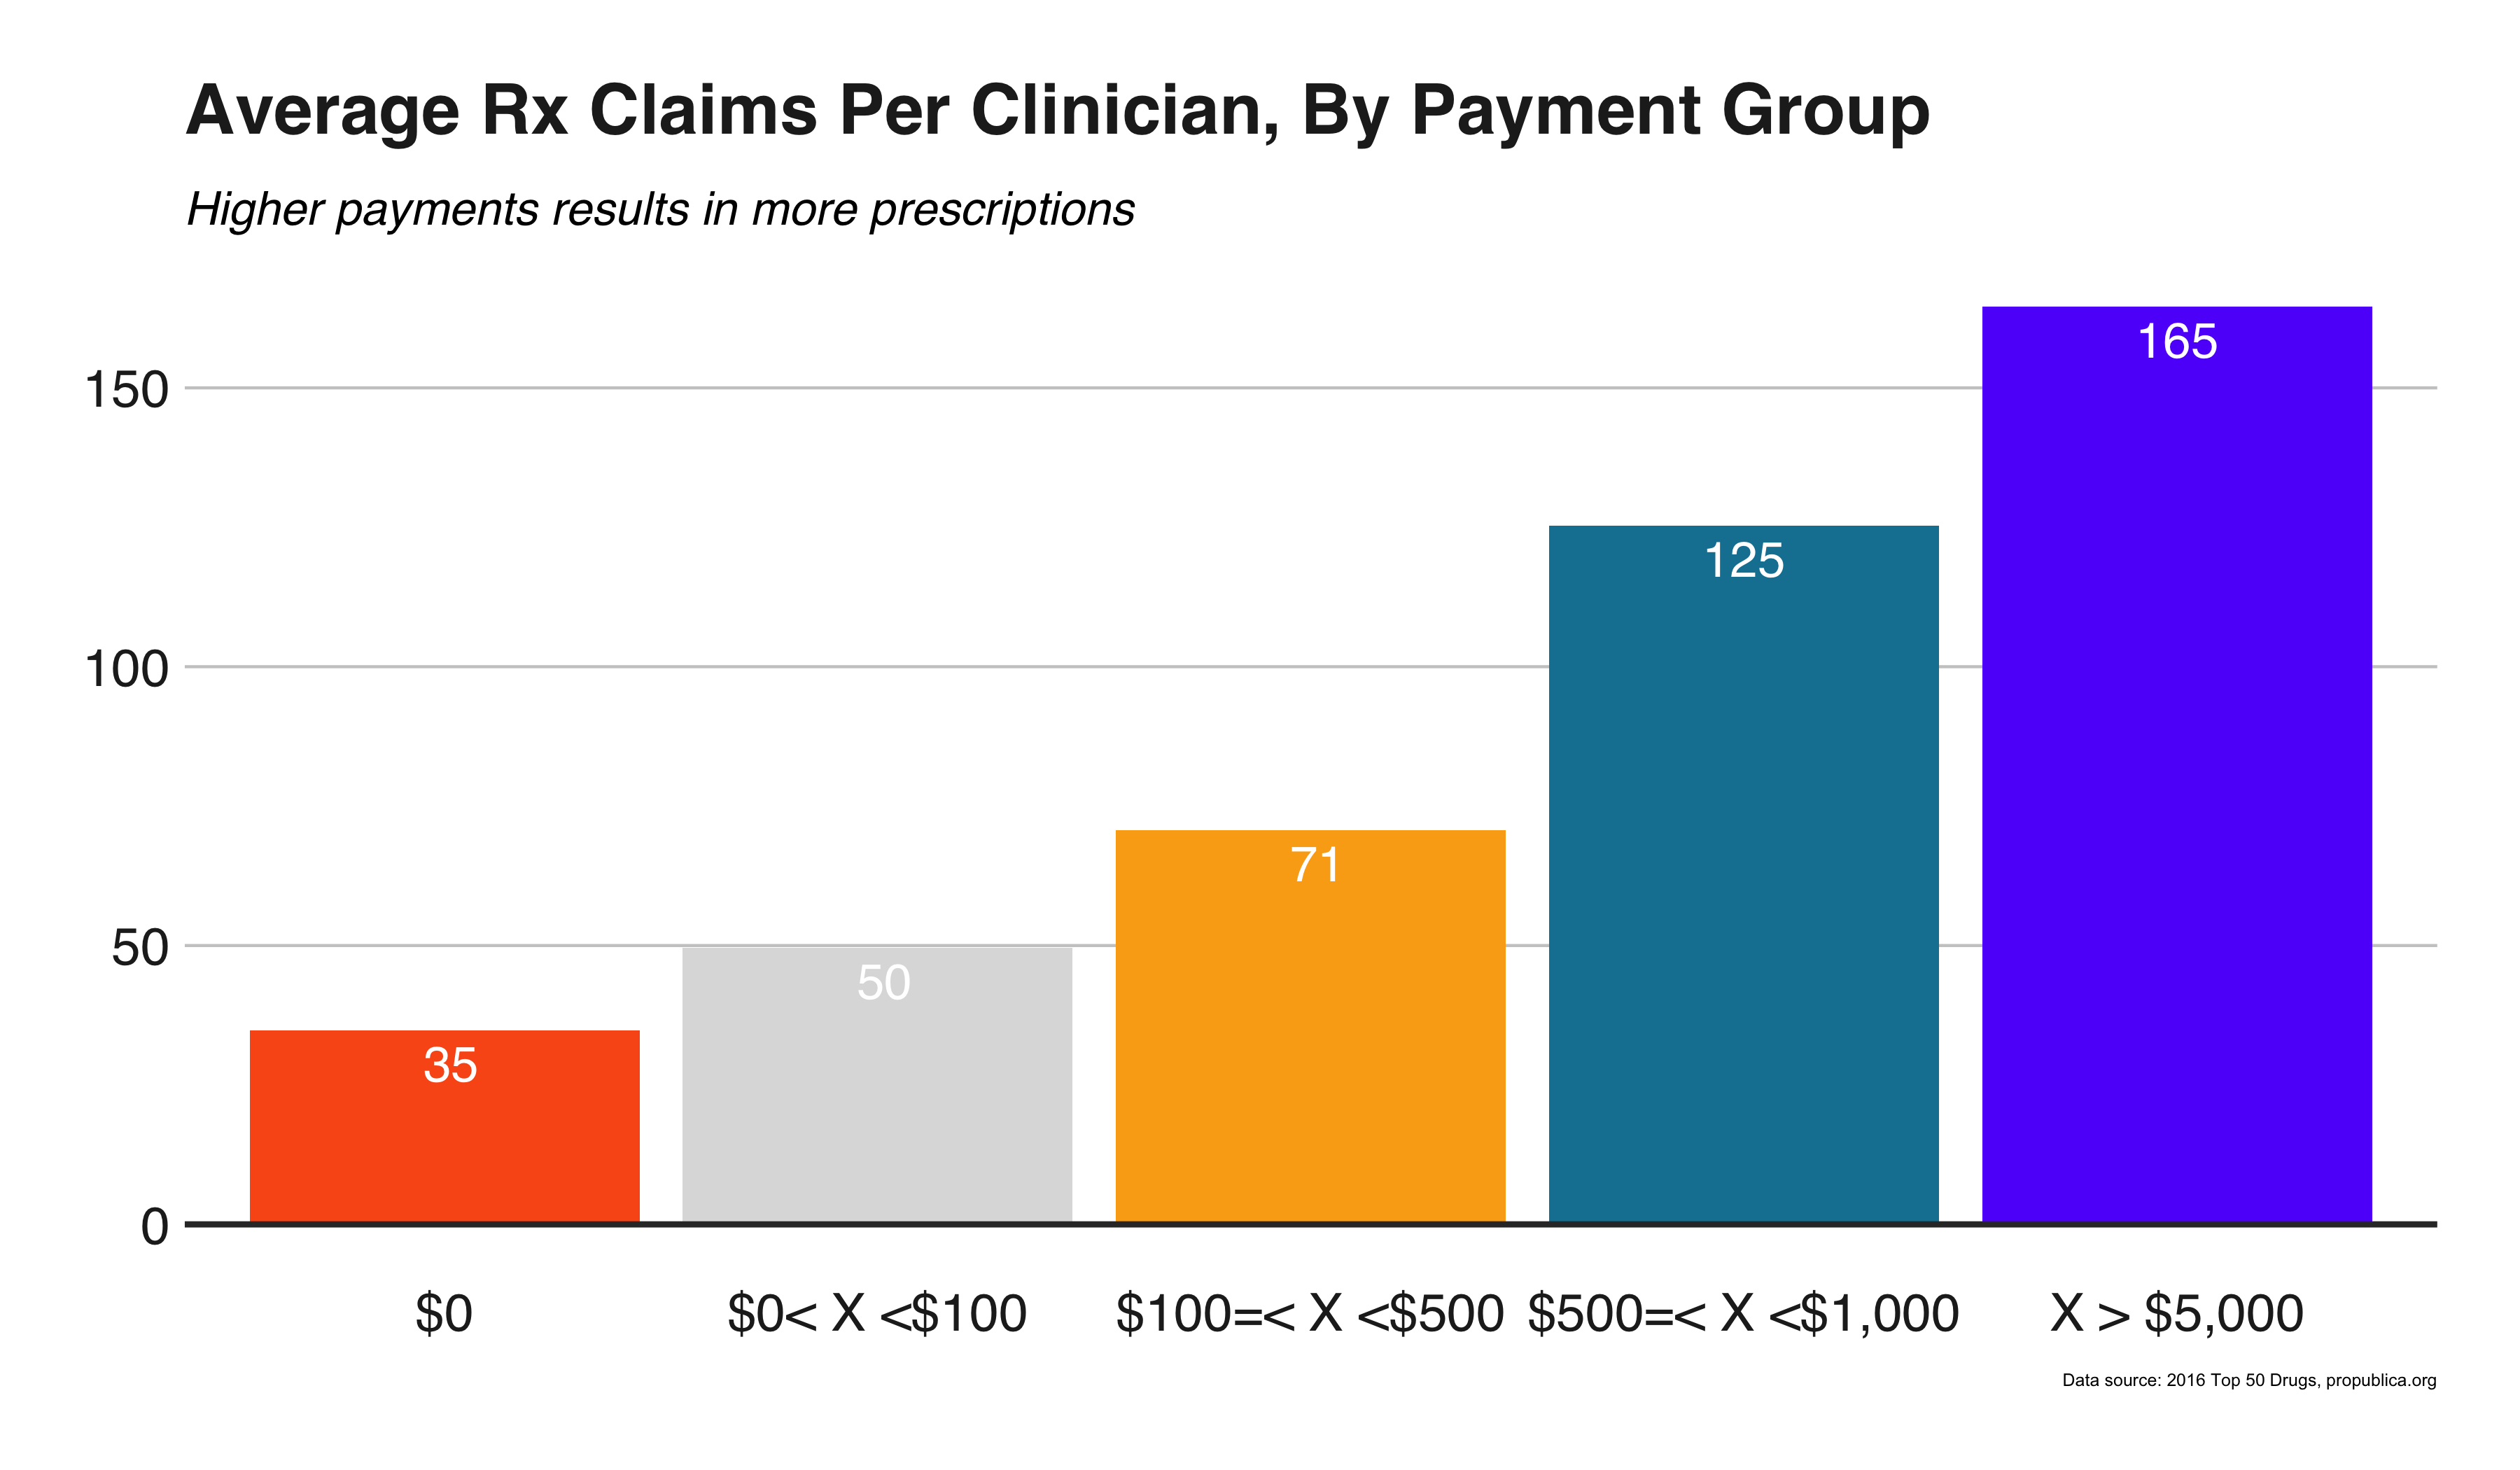 Average Rx Claims Per Clinician, By Payment Group
Higher payments results in more prescriptions
150
100
50
0
35
50
71
125
165
$0
$0< X <$100
$100=< X <$500
$500=< X <$1,000
X > $5,000
Data source: 2016 Top 50 Drugs, propublica.org